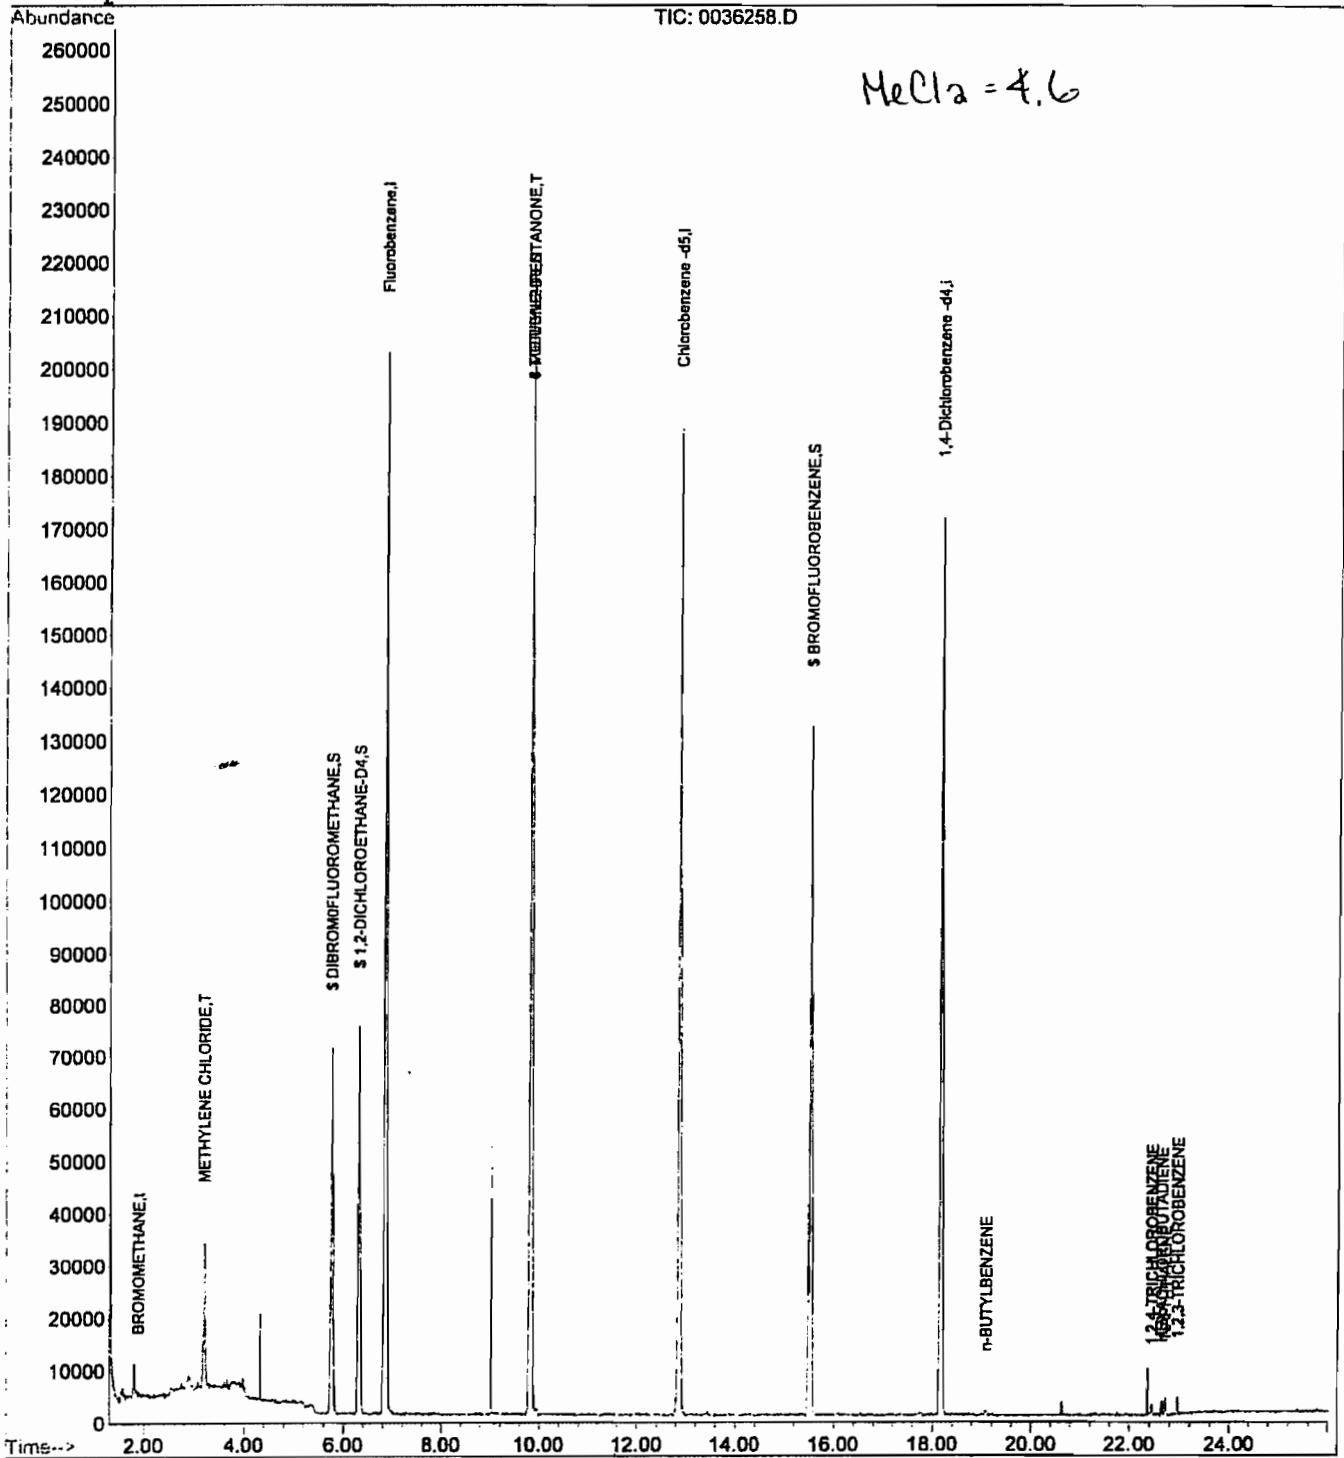 Abundance
TIC: 0036258.D
MeCl2 = 4.6
260000
250000
240000
230000
220000
210000
200000
190000
180000
170000
160000
150000
140000
130000
120000
110000
100000
90000
80000
70000
60000
50000
40000
30000
20000
10000
0
BROMOMETHANE,t
METHYLENE CHLORIDE,T
S DIBROMOFLUOROMETHANE,S
S 1,2-DICHLOROETHANE-D4,S
Fluorobenzene,I
Chlorobenzene -d5,I
S BROMOFLUOROBENZENE,S
1,4-Dichlorobenzene -d4,i
n-BUTYLBENZENE
1,2,4-TRICHLOROBENZENE
1,2,3-TRICHLOROBENZENE
Time--> 2.00 4.00 6.00 8.00 10.00 12.00 14.00 16.00 18.00 20.00 22.00 24.00